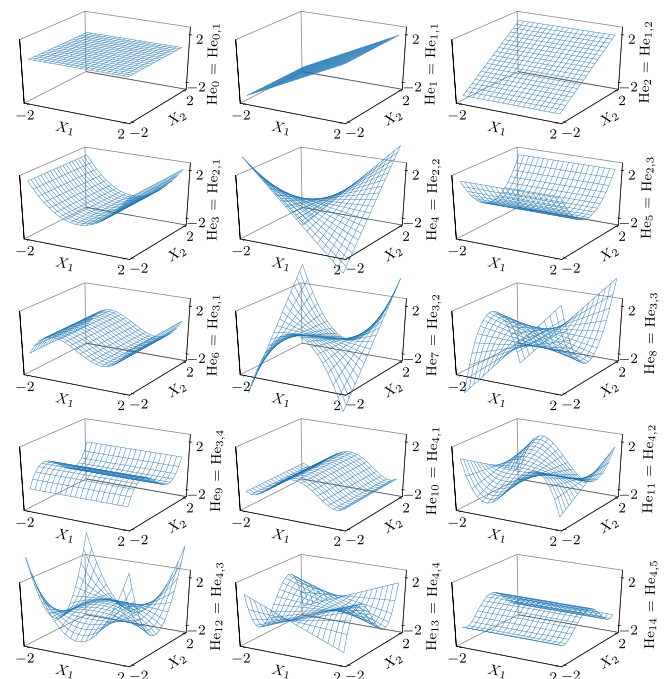 2
−2
−2
2
−2
X₁
X₂
He₀ = He₀,₁
2
−2
−2
2
−2
X₁
X₂
He₁ = He₁,₁
2
−2
−2
2
−2
X₁
X₂
He₂ = He₁,₂
2
−2
−2
2
−2
X₁
X₂
He₃ = He₂,₁
2
−2
−2
2
−2
X₁
X₂
He₄ = He₂,₂
2
−2
−2
2
−2
X₁
X₂
He₅ = He₂,₃
2
−2
−2
2
−2
X₁
X₂
He₆ = He₃,₁
2
−2
−2
2
−2
X₁
X₂
He₇ = He₃,₂
2
−2
−2
2
−2
X₁
X₂
He₈ = He₃,₃
2
−2
−2
2
−2
X₁
X₂
He₉ = He₃,₄
2
−2
−2
2
−2
X₁
X₂
He₁₀ = He₄,₁
2
−2
−2
2
−2
X₁
X₂
He₁₁ = He₄,₂
2
−2
−2
2
−2
X₁
X₂
He₁₂ = He₄,₃
2
−2
−2
2
−2
X₁
X₂
He₁₃ = He₄,₄
2
−2
−2
2
−2
X₁
X₂
He₁₄ = He₄,₅